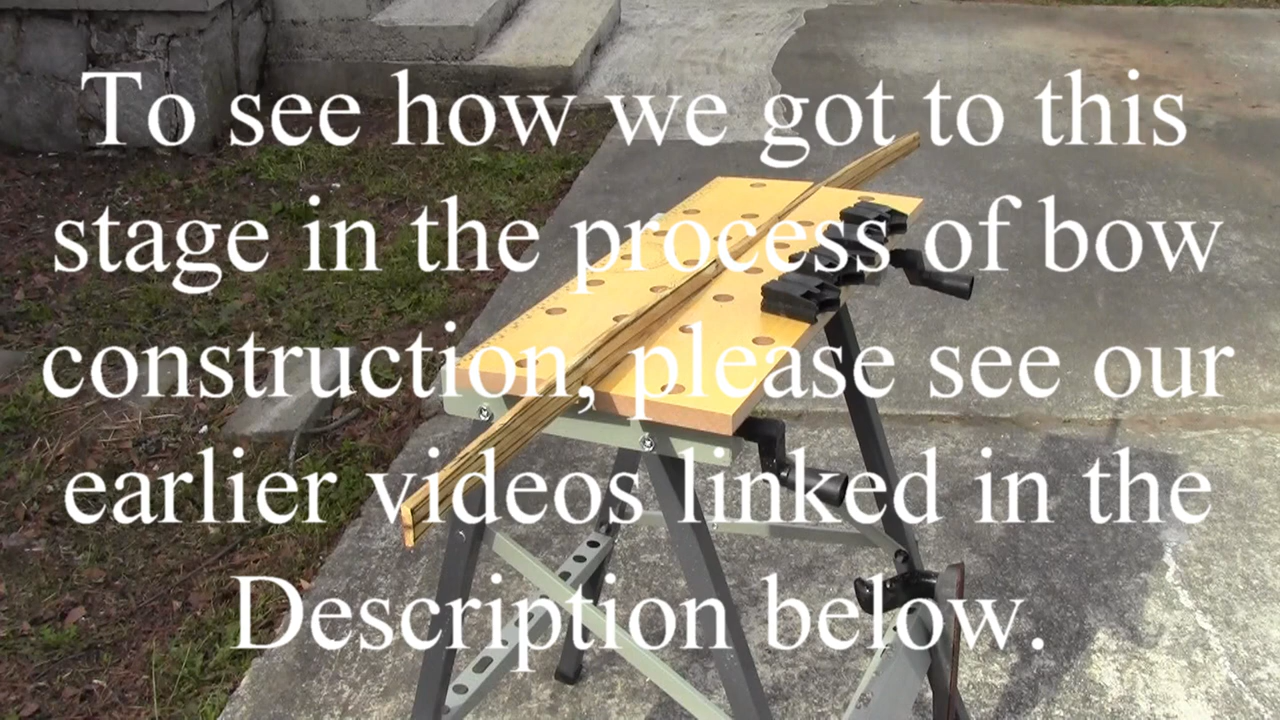 To see how we got to this
stage in the process of bow
construction, please see our
earlier videos linked in the
Description below.